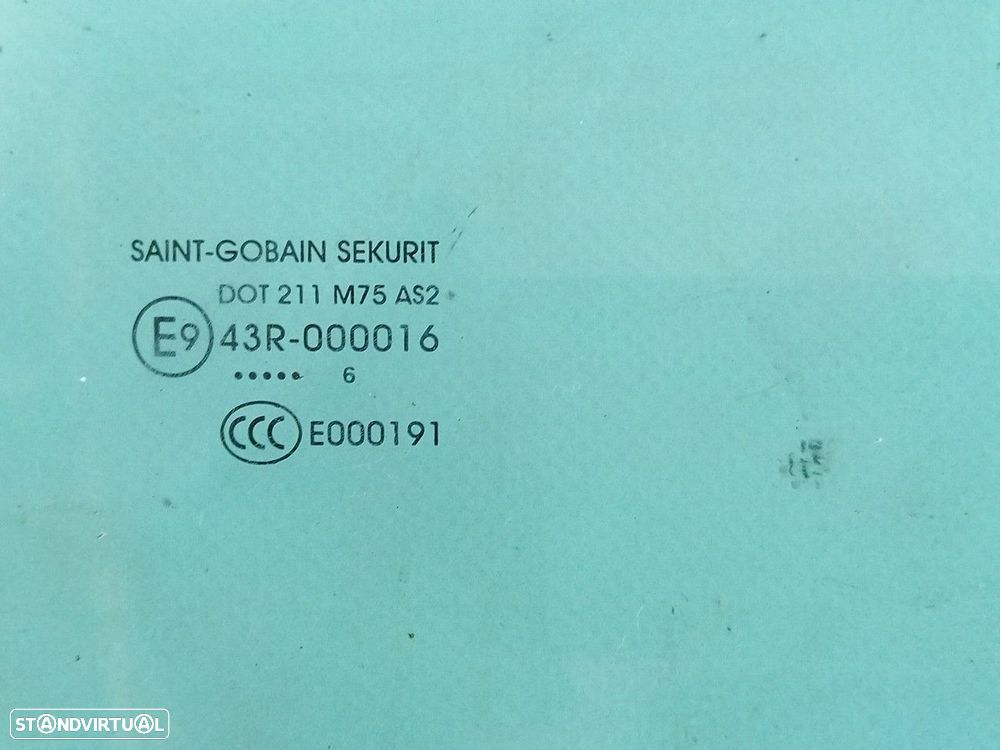 SAINT-GOBAIN SEKURIT
DOT 211 M75 AS2
E9 43R-000016
••••• 6
CCC E000191
STANDVIRTUAL